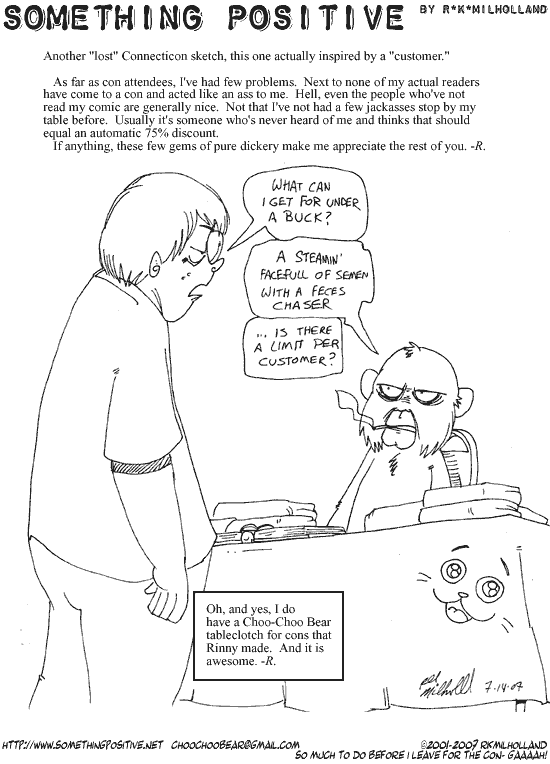 SOMETHING POSITIVE BY R*K*MILHOLLAND
Another "lost" Connecticon sketch, this one actually inspired by a "customer."
As far as con attendees, I've had few problems. Next to none of my actual readers
have come to a con and acted like an ass to me. Hell, even the people who've not
read my comic are generally nice. Not that I've not had a few jackasses stop by my
table before. Usually it's someone who's never heard of me and thinks that should
equal an automatic 75% discount.
If anything, these few gems of pure dickery make me appreciate the rest of you. -R.
WHAT CAN
I GET FOR UNDER
A BUCK?
A STEAMIN'
FACEFULL OF SEMEN
WITH A FECES
CHASER
... IS THERE
A LIMIT PER
CUSTOMER?
Oh, and yes, I do
have a Choo-Choo Bear
tableclotch for cons that
Rinny made. And it is
awesome. -R.
RK Milholland 7-14-07
HTTP://WWW.SOMETHINGPOSITIVE.NET CHOOCHOOBEAR@GMAIL.COM
©2001-2007 RKMILHOLLAND
SO MUCH TO DO BEFORE I LEAVE FOR THE CON- GAAAAH!